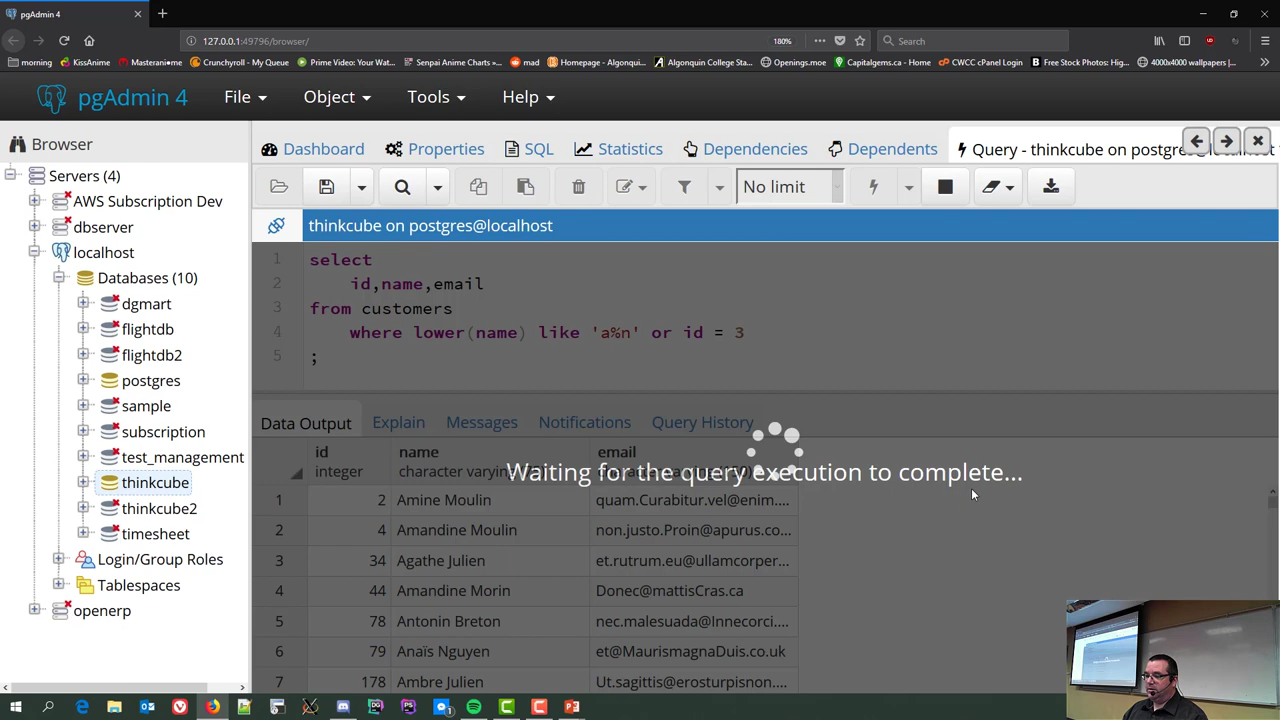 pgAdmin 4
127.0.0.1:49796/browser/
180%
Search
morning
KissAnime
Masterani●me
Crunchyroll - My Queue
Prime Video: Your Wat...
Senpai Anime Charts -...
mad
Homepage - Algonqui...
Algonquin College Sta...
Openings.moe
Capitalgems.ca - Home
CWCC cPanel Login
Free Stock Photos: Hig...
4000x4000 wallpapers |...
pgAdmin 4
File
Object
Tools
Help
Browser
Dashboard
Properties
SQL
Statistics
Dependencies
Dependents
Query - thinkcube on postgres@localhost
No limit
thinkcube on postgres@localhost
Servers (4)
AWS Subscription Dev
dbserver
localhost
Databases (10)
dgmart
flightdb
flightdb2
postgres
sample
subscription
test_management
thinkcube
thinkcube2
timesheet
Login/Group Roles
Tablespaces
openerp
1 select
2 id,name,email
3 from customers
4 where lower(name) like 'a%n' or id = 3
5 ;
Data Output
Explain
Messages
Notifications
Query History
id
integer
name
character varying
email
Waiting for the query execution to complete...
1 2 Amine Moulin quam.Curabitur.vel@enim....
2 4 Amandine Moulin non.justo.Proin@apurus.co...
3 34 Agathe Julien et.rutrum.eu@ullamcorper...
4 44 Amandine Morin Donec@mattisCras.ca
5 78 Antonin Breton nec.malesuada@Innecorci....
6 79 Anaïs Nguyen et@MaurismagnaDuis.co.uk
7 178 Ambre Julien Ut.sagittis@erosturpisnon....